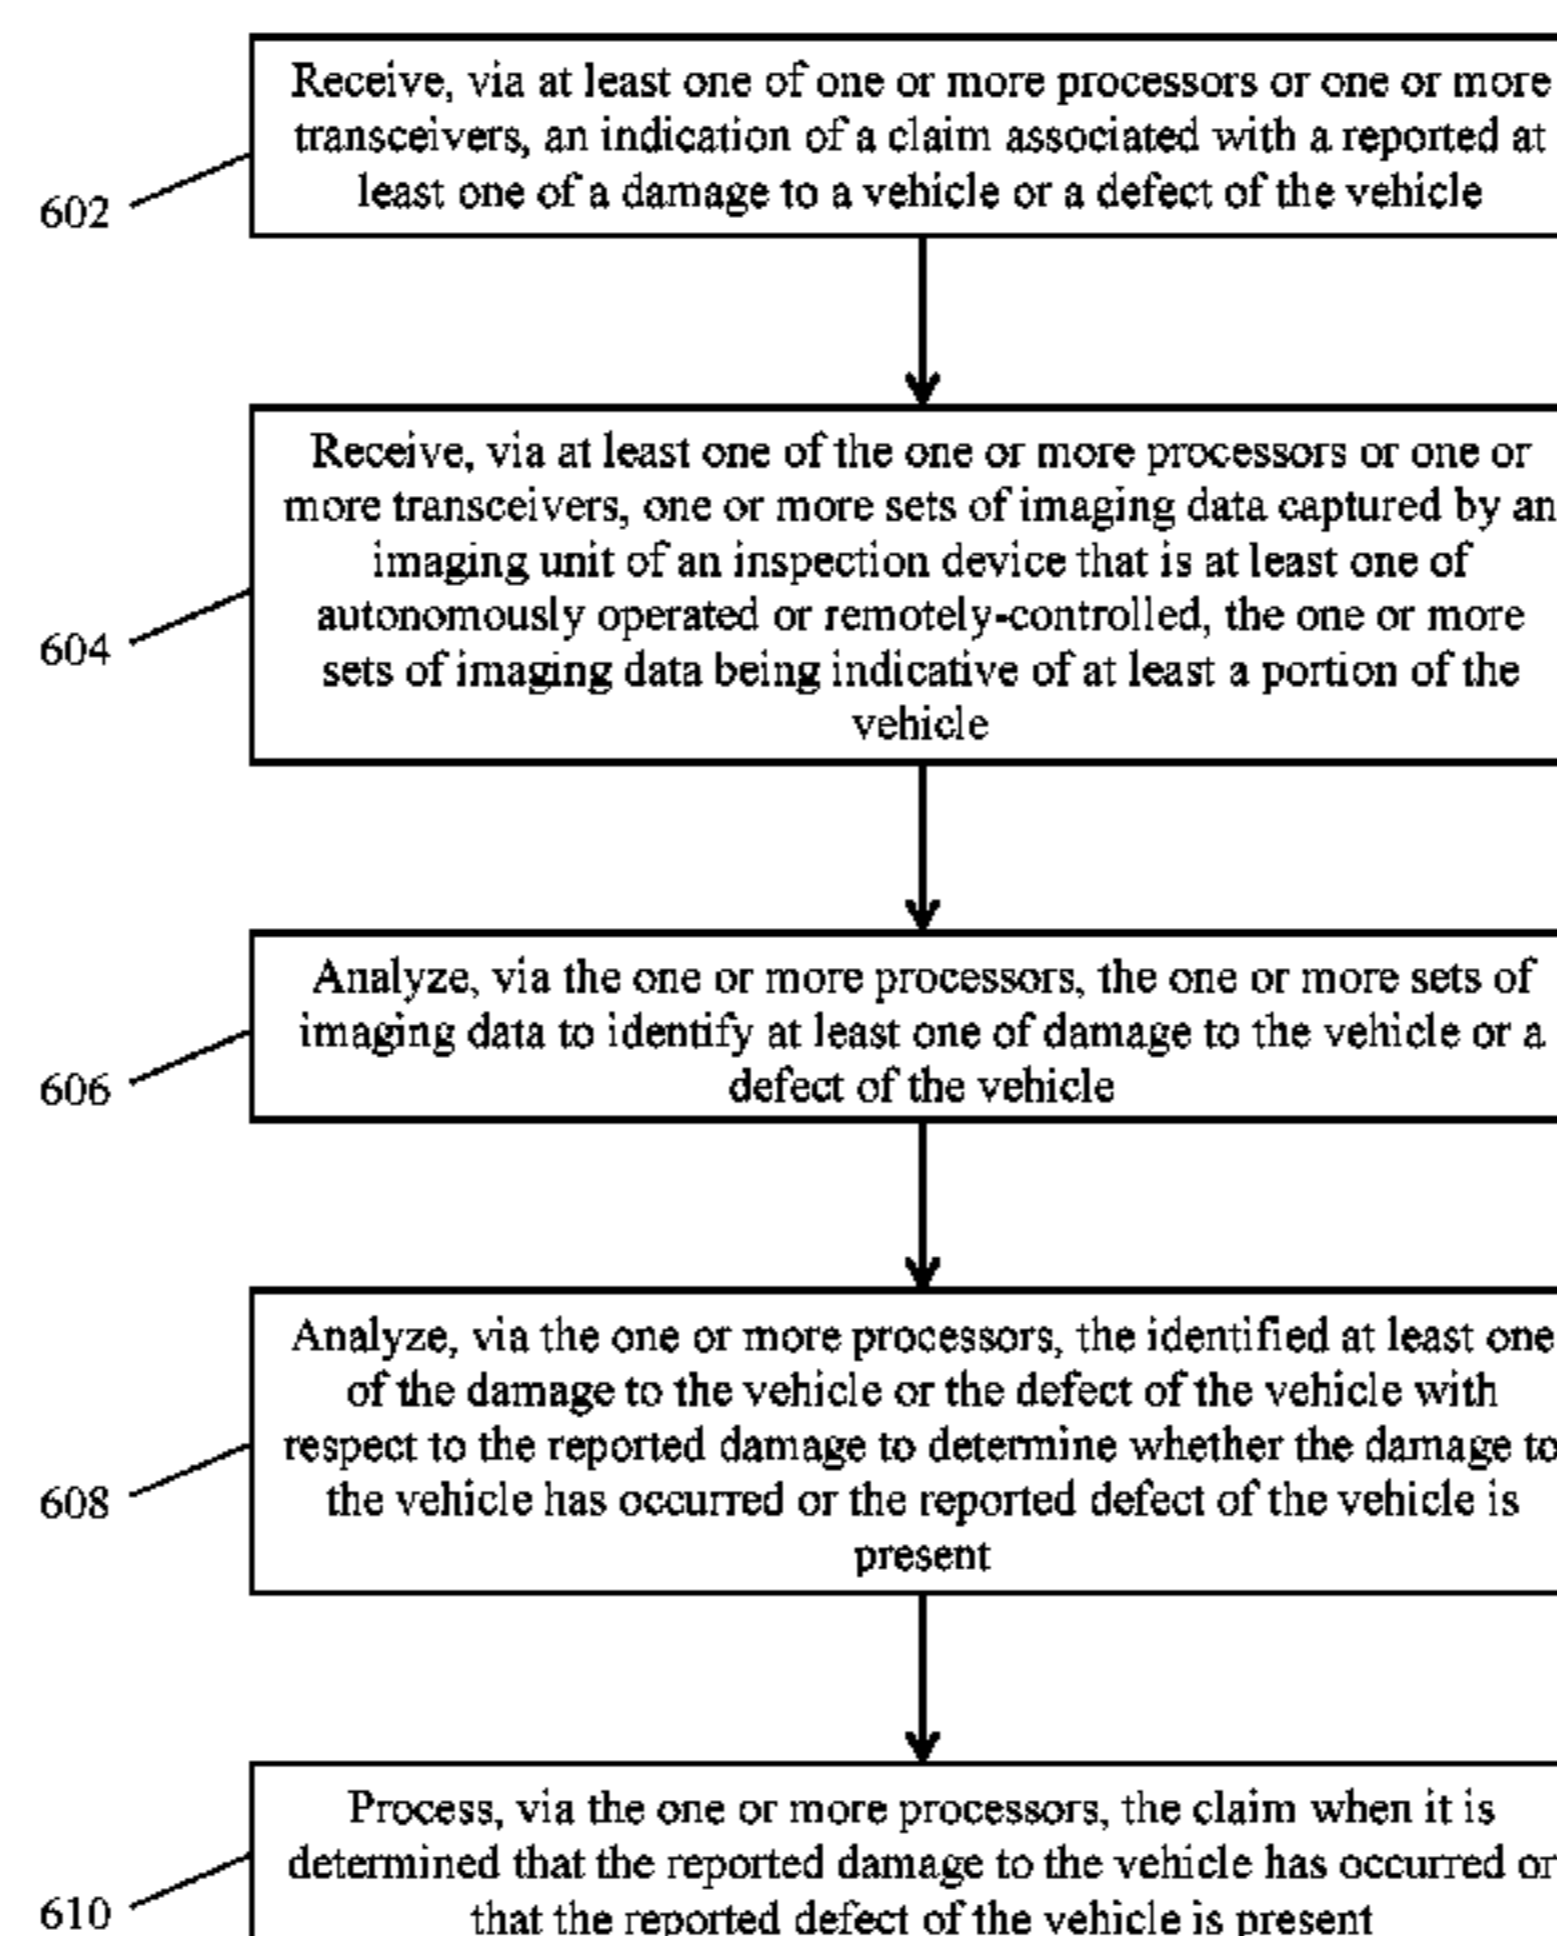 Receive, via at least one of one or more processors or one or more
transceivers, an indication of a claim associated with a reported at
least one of a damage to a vehicle or a defect of the vehicle
602
Receive, via at least one of the one or more processors or one or
more transceivers, one or more sets of imaging data captured by an
imaging unit of an inspection device that is at least one of
autonomously operated or remotely-controlled, the one or more
sets of imaging data being indicative of at least a portion of the
vehicle
604
Analyze, via the one or more processors, the one or more sets of
imaging data to identify at least one of damage to the vehicle or a
defect of the vehicle
606
Analyze, via the one or more processors, the identified at least one
of the damage to the vehicle or the defect of the vehicle with
respect to the reported damage to determine whether the damage to
the vehicle has occurred or the reported defect of the vehicle is
present
608
Process, via the one or more processors, the claim when it is
determined that the reported damage to the vehicle has occurred or
that the reported defect of the vehicle is present
610